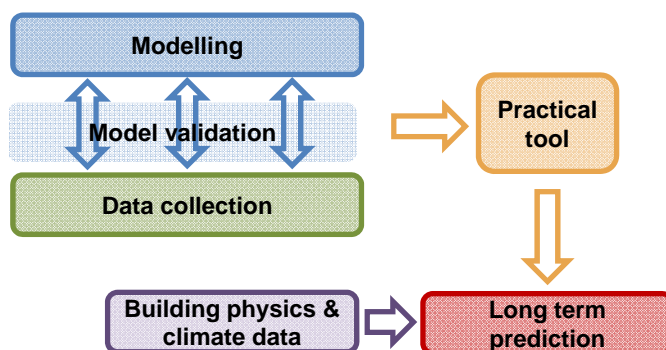 Modelling
Model validation
Practical
tool
Data collection
Building physics &
climate data
Long term
prediction